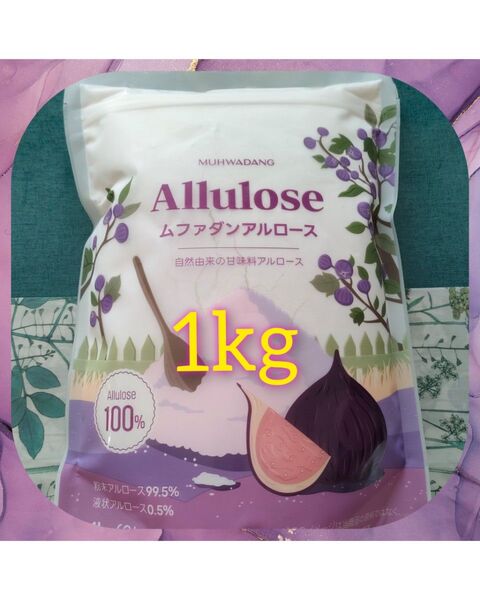 MUHWADANG
Allulose
ムファダンアルロース
自然由来の甘味料アルロース
1kg
Allulose
100%
粉末アルロース99.5%
液状アルロース0.5%